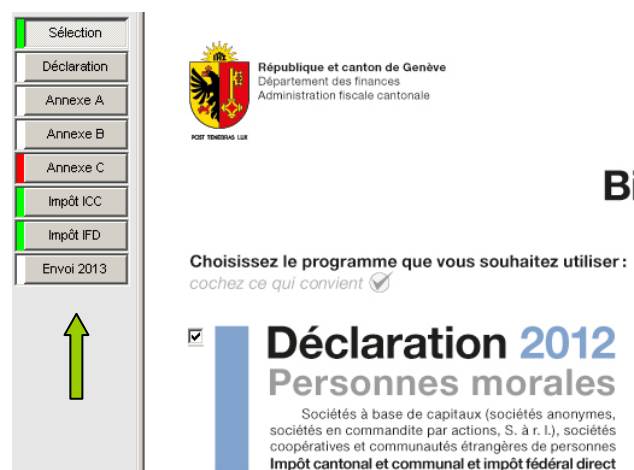 Sélection
Déclaration
Annexe A
Annexe B
Annexe C
Impôt ICC
Impôt IFD
Envoi 2013
République et canton de Genève
Département des finances
Administration fiscale cantonale
POST TENEBRAS LUX
Bi
Choisissez le programme que vous souhaitez utiliser :
cochez ce qui convient
Déclaration 2012
Personnes morales
Sociétés à base de capitaux (sociétés anonymes,
sociétés en commandite par actions, S. à r. l.), sociétés
coopératives et communautés étrangères de personnes
Impôt cantonal et communal et impôt fédéral direct